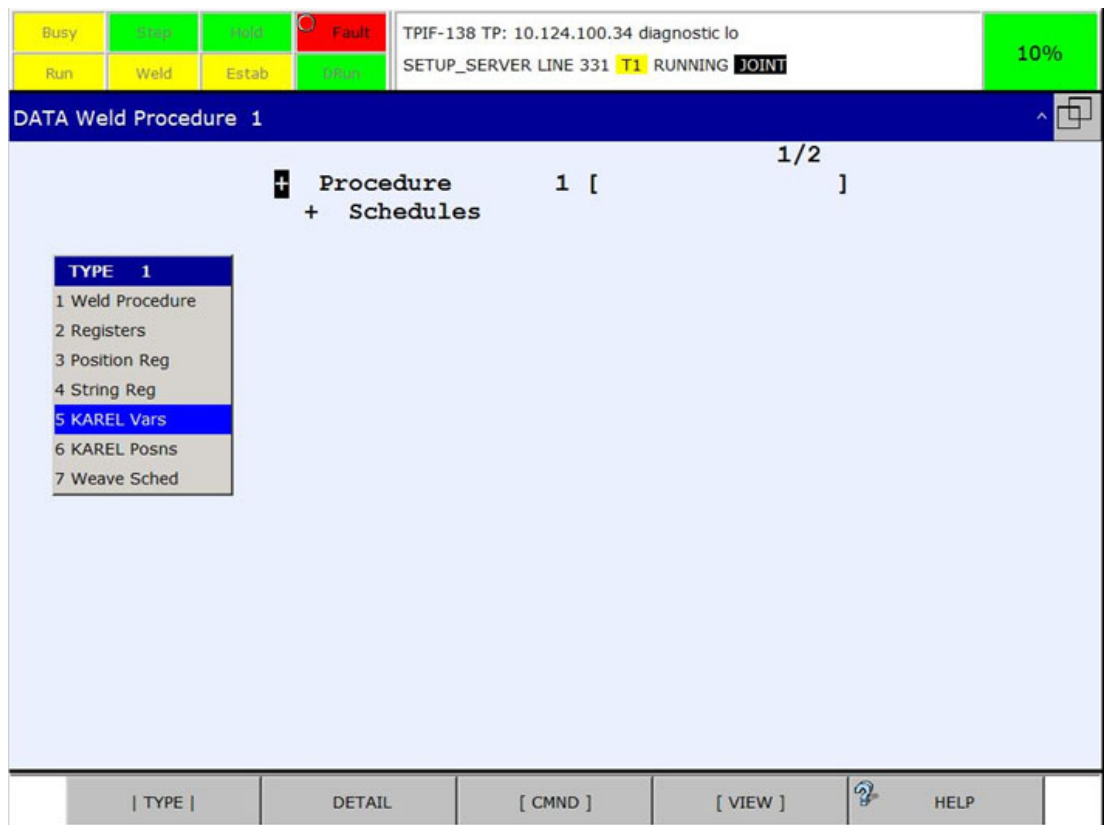 Busy Step Hold Fault
Run Weld Estab DRun
TPIF-138 TP: 10.124.100.34 diagnostic lo
SETUP_SERVER LINE 331 T1 RUNNING JOINT
10%
DATA Weld Procedure 1
1/2
+ Procedure 1 [ ]
+ Schedules
TYPE 1
1 Weld Procedure
2 Registers
3 Position Reg
4 String Reg
5 KAREL Vars
6 KAREL Posns
7 Weave Sched
| TYPE | DETAIL [ CMND ] [ VIEW ] HELP